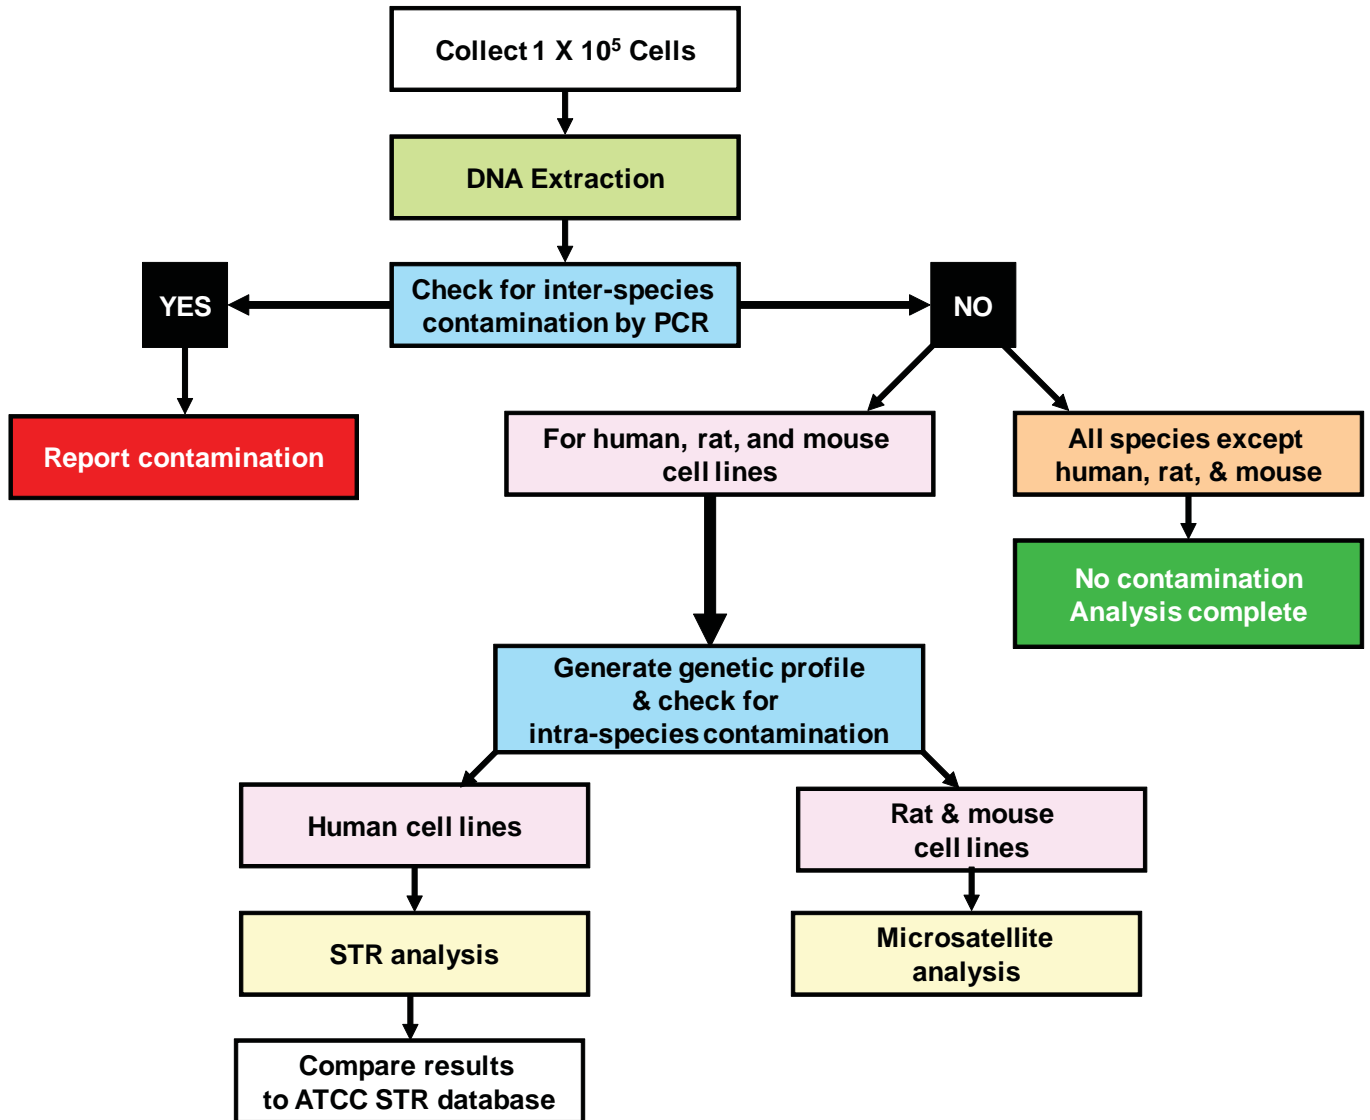 Collect 1 X 10⁵ Cells
DNA Extraction
Check for inter-species
contamination by PCR
YES
NO
Report contamination
For human, rat, and mouse
cell lines
All species except
human, rat, & mouse
No contamination
Analysis complete
Generate genetic profile
& check for
intra-species contamination
Human cell lines
Rat & mouse
cell lines
STR analysis
Microsatellite
analysis
Compare results
to ATCC STR database